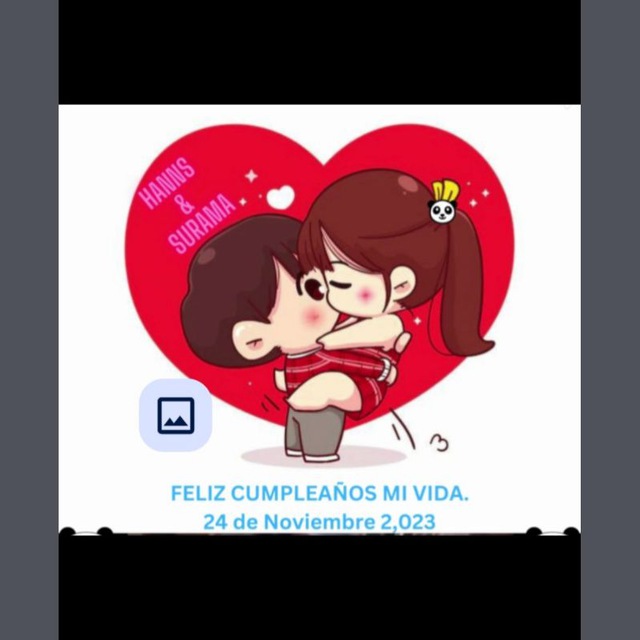 HANNS
&
SURAMA
FELIZ CUMPLEAÑOS MI VIDA.
24 de Noviembre 2,023